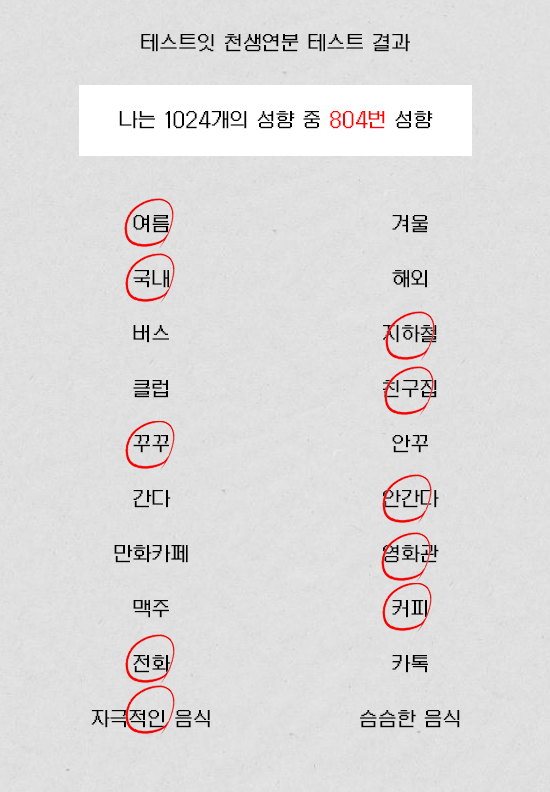 테스트잇 천생연분 테스트 결과
나는 1024개의 성향 중 804번 성향
여름 겨울
국내 해외
버스 지하철
클럽 친구집
꾸꾸 안꾸
간다 안간다
만화카페 영화관
맥주 커피
전화 카톡
자극적인 음식 슴슴한 음식